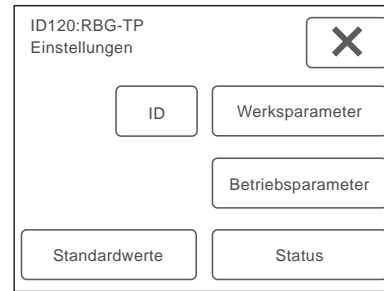 ID120:RBG-TP
Einstellungen
ID
Werksparameter
Betriebsparameter
Standardwerte
Status